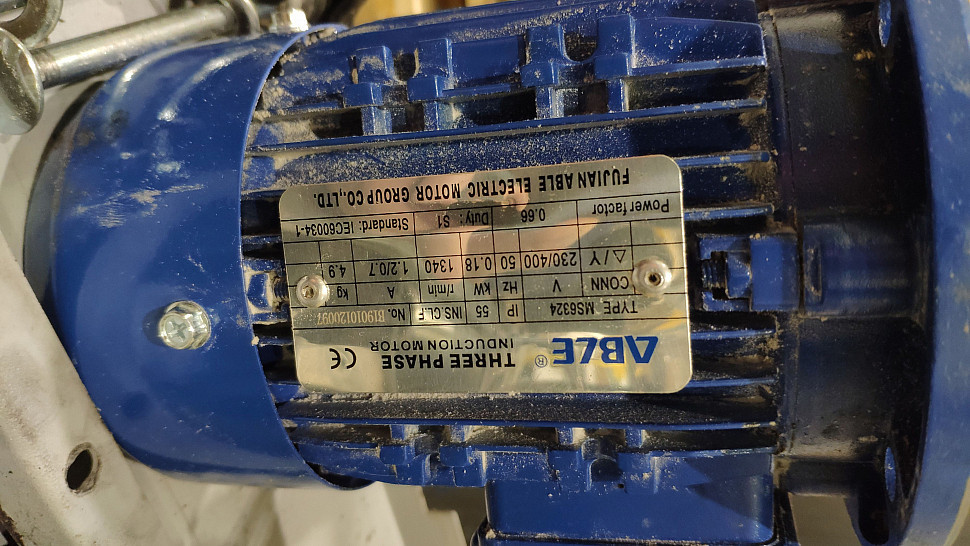 ABLE® THREE PHASE CE
INDUCTION MOTOR
TYPE MS6324 IP 55 INS.CL.F No. B19010120097
CONN V Hz kW r/min A kg
△/Y 230/400 50 0.18 1340 1.2/0.7 4.9
Power factor 0.66 Duty: S1 Standard: IEC60034-1
FUJIAN ABLE ELECTRIC MOTOR GROUP CO.,LTD.